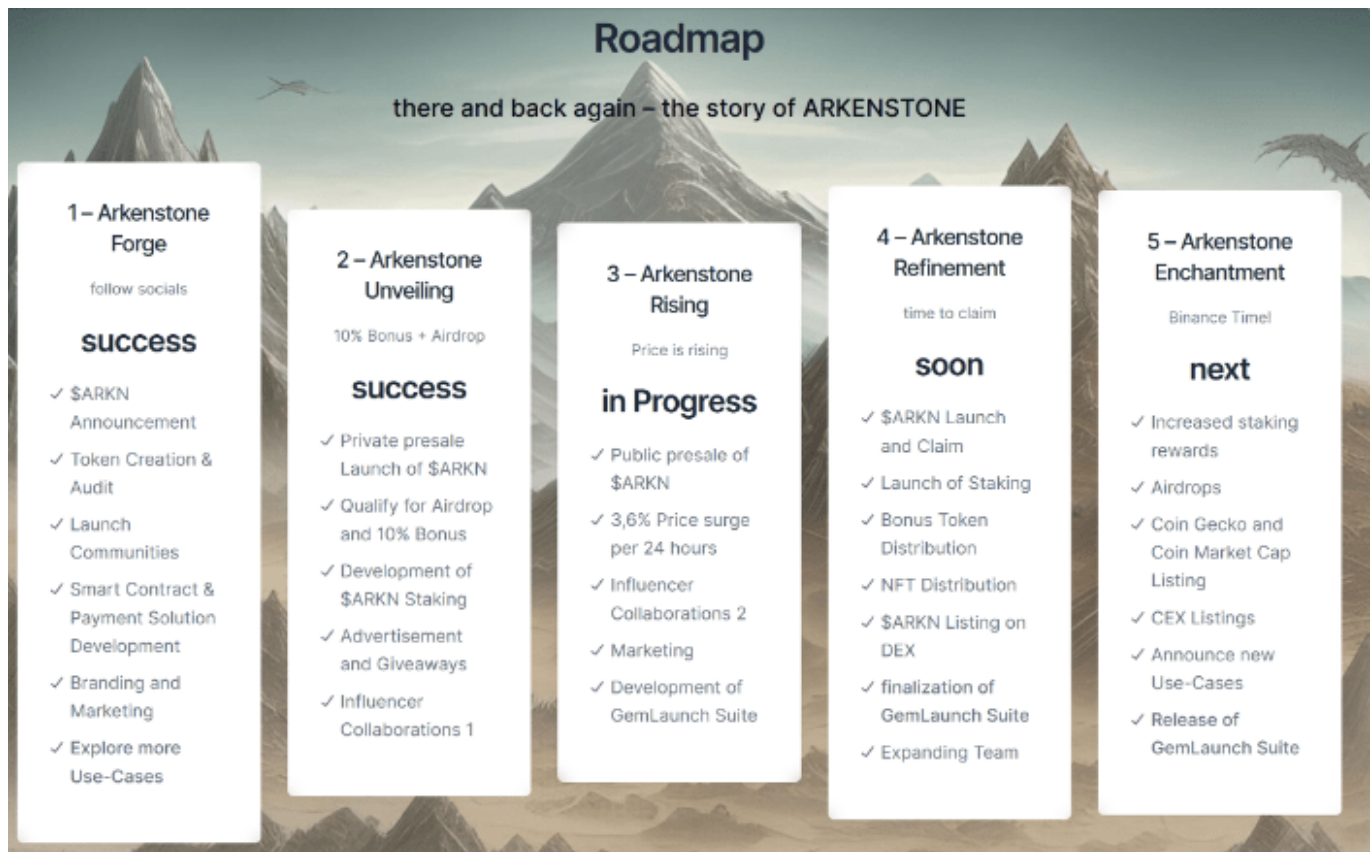 Roadmap
there and back again – the story of ARKENSTONE
1 – Arkenstone
Forge
follow socials
success
✓ $ARKN
Announcement
✓ Token Creation &
Audit
✓ Launch
Communities
✓ Smart Contract &
Payment Solution
Development
✓ Branding and
Marketing
✓ Explore more
Use-Cases
2 – Arkenstone
Unveiling
10% Bonus + Airdrop
success
✓ Private presale
Launch of $ARKN
✓ Qualify for Airdrop
and 10% Bonus
✓ Development of
$ARKN Staking
✓ Advertisement
and Giveaways
✓ Influencer
Collaborations 1
3 – Arkenstone
Rising
Price is rising
in Progress
✓ Public presale of
$ARKN
✓ 3,6% Price surge
per 24 hours
✓ Influencer
Collaborations 2
✓ Marketing
✓ Development of
GemLaunch Suite
4 – Arkenstone
Refinement
time to claim
soon
✓ $ARKN Launch
and Claim
✓ Launch of Staking
✓ Bonus Token
Distribution
✓ NFT Distribution
✓ $ARKN Listing on
DEX
✓ finalization of
GemLaunch Suite
✓ Expanding Team
5 – Arkenstone
Enchantment
Binance Time!
next
✓ Increased staking
rewards
✓ Airdrops
✓ Coin Gecko and
Coin Market Cap
Listing
✓ CEX Listings
✓ Announce new
Use-Cases
✓ Release of
GemLaunch Suite